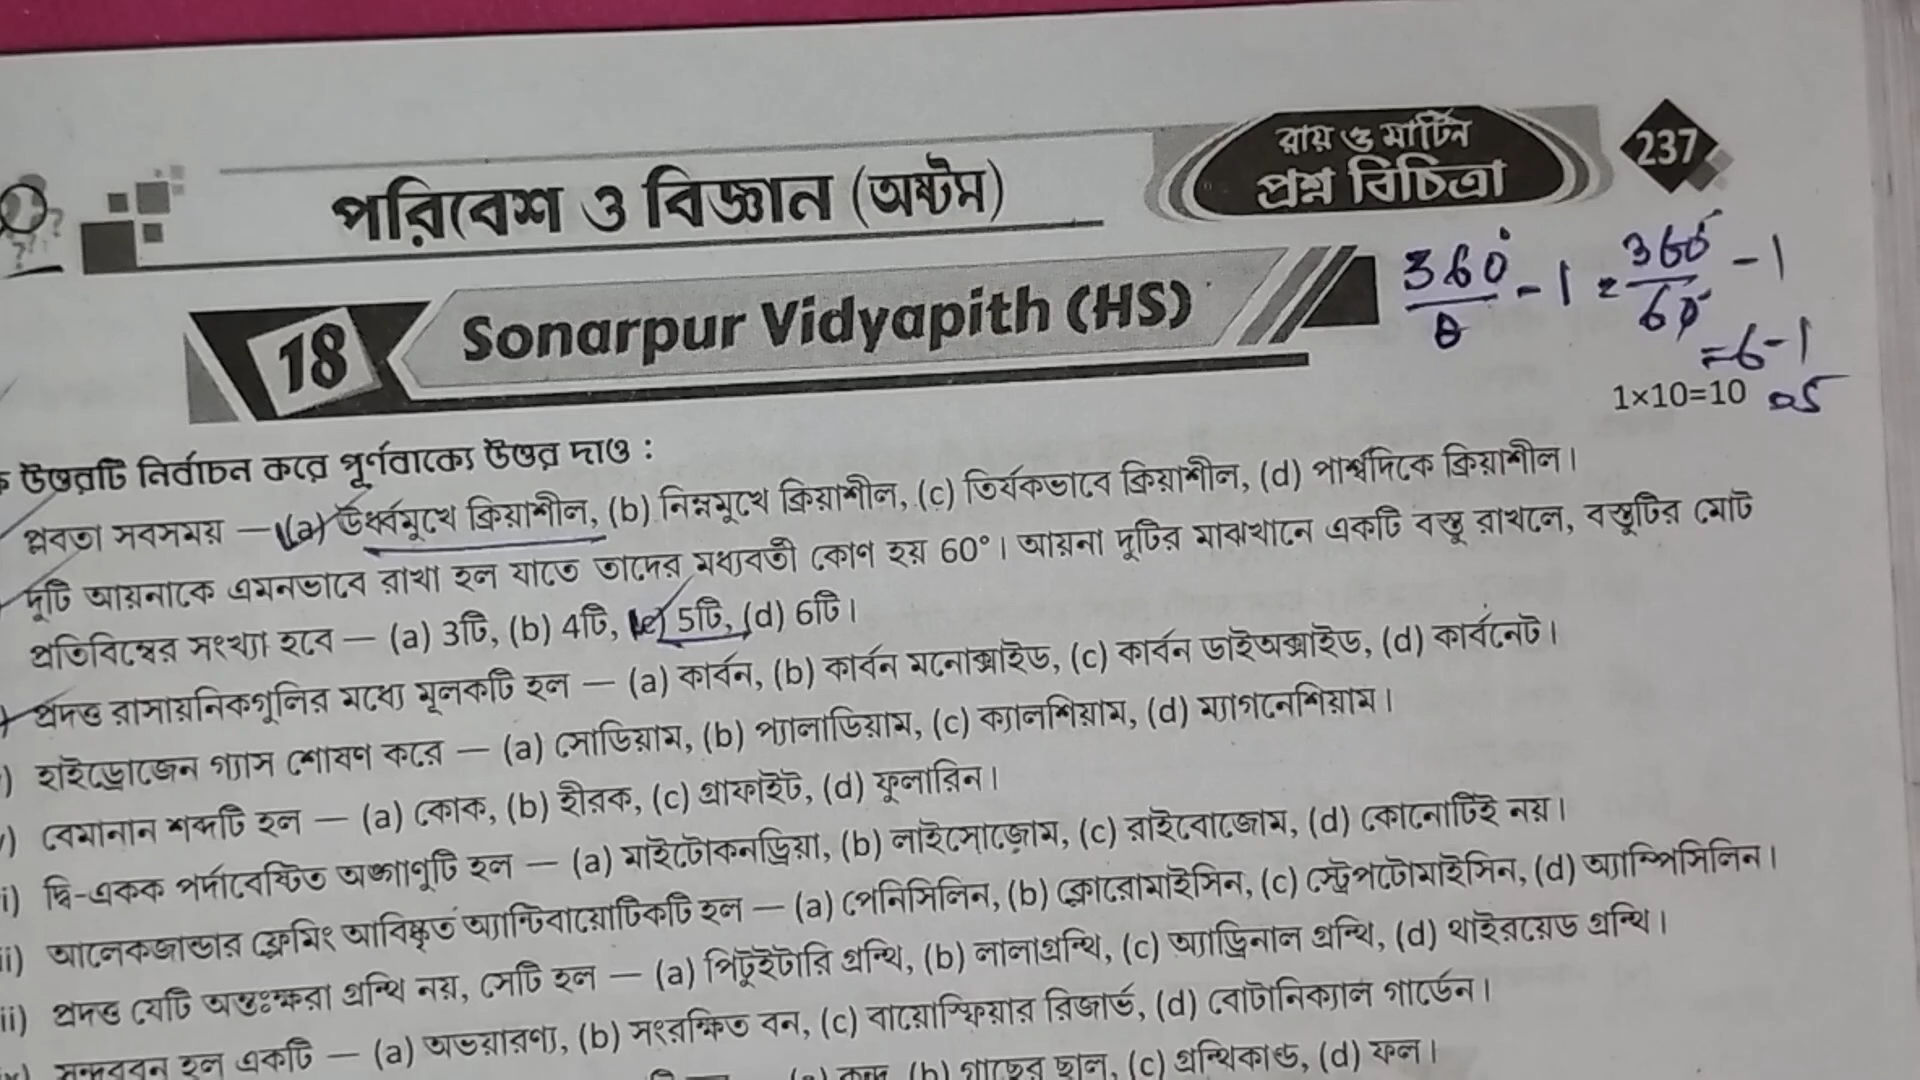 রায় ও মার্টিন
প্রশ্ন বিচিত্রা
237
পরিবেশ ও বিজ্ঞান (অষ্টম)
18 Sonarpur Vidyapith (HS)
360°/θ - 1 = 360°/60° - 1
= 6 - 1
= 5
1×10=10
উত্তরটি নির্বাচন করে পূর্ণবাক্যে উত্তর দাও :
প্লবতা সবসময় — (a) ঊর্ধ্বমুখে ক্রিয়াশীল, (b) নিম্নমুখে ক্রিয়াশীল, (c) তির্যকভাবে ক্রিয়াশীল, (d) পার্শ্বদিকে ক্রিয়াশীল।
দুটি আয়নাকে এমনভাবে রাখা হল যাতে তাদের মধ্যবর্তী কোণ হয় 60°। আয়না দুটির মাঝখানে একটি বস্তু রাখলে, বস্তুটির মোট
প্রতিবিম্বের সংখ্যা হবে — (a) 3টি, (b) 4টি, (c) 5টি, (d) 6টি।
প্রদত্ত রাসায়নিকগুলির মধ্যে মূলকটি হল — (a) কার্বন, (b) কার্বন মনোক্সাইড, (c) কার্বন ডাইঅক্সাইড, (d) কার্বনেট।
) হাইড্রোজেন গ্যাস শোষণ করে — (a) সোডিয়াম, (b) প্যালাডিয়াম, (c) ক্যালশিয়াম, (d) ম্যাগনেশিয়াম।
) বেমানান শব্দটি হল — (a) কোক, (b) হীরক, (c) গ্রাফাইট, (d) ফুলারিন।
i) দ্বি-একক পর্দাবেষ্টিত অঙ্গাণুটি হল — (a) মাইটোকনড্রিয়া, (b) লাইসোজোম, (c) রাইবোজোম, (d) কোনোটিই নয়।
ii) আলেকজান্ডার ফ্লেমিং আবিষ্কৃত অ্যান্টিবায়োটিকটি হল — (a) পেনিসিলিন, (b) ক্লোরোমাইসিন, (c) স্ট্রেপটোমাইসিন, (d) অ্যাম্পিসিলিন।
ii) প্রদত্ত যেটি অন্তঃক্ষরা গ্রন্থি নয়, সেটি হল — (a) পিটুইটারি গ্রন্থি, (b) লালাগ্রন্থি, (c) অ্যাড্রিনাল গ্রন্থি, (d) থাইরয়েড গ্রন্থি।
সুন্দরবন হল একটি — (a) অভয়ারণ্য, (b) সংরক্ষিত বন, (c) বায়োস্ফিয়ার রিজার্ভ, (d) বোটানিক্যাল গার্ডেন।
(a) কন্দ, (b) গাছের ছাল, (c) গ্রন্থিকাণ্ড, (d) ফল।